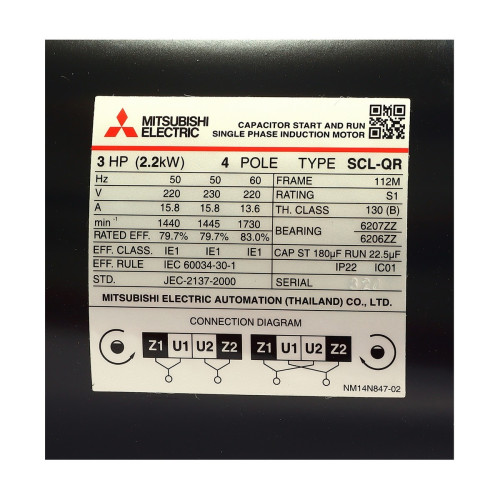 MITSUBISHI ELECTRIC
CAPACITOR START AND RUN
SINGLE PHASE INDUCTION MOTOR
3 HP (2.2kW) 4 POLE TYPE SCL-QR
Hz 50 50 60 FRAME 112M
V 220 230 220 RATING S1
A 15.8 15.8 13.6 TH. CLASS 130 (B)
min⁻¹ 1440 1445 1730 BEARING 6207ZZ
RATED EFF. 79.7% 79.7% 83.0% 6206ZZ
EFF. CLASS. IE1 IE1 IE1 CAP ST 180µF RUN 22.5µF
EFF. RULE IEC 60034-30-1 IP22 IC01
STD. JEC-2137-2000 SERIAL
MITSUBISHI ELECTRIC AUTOMATION (THAILAND) CO., LTD.
CONNECTION DIAGRAM
Z1 U1 U2 Z2 Z1 U1 U2 Z2
NM14N847-02